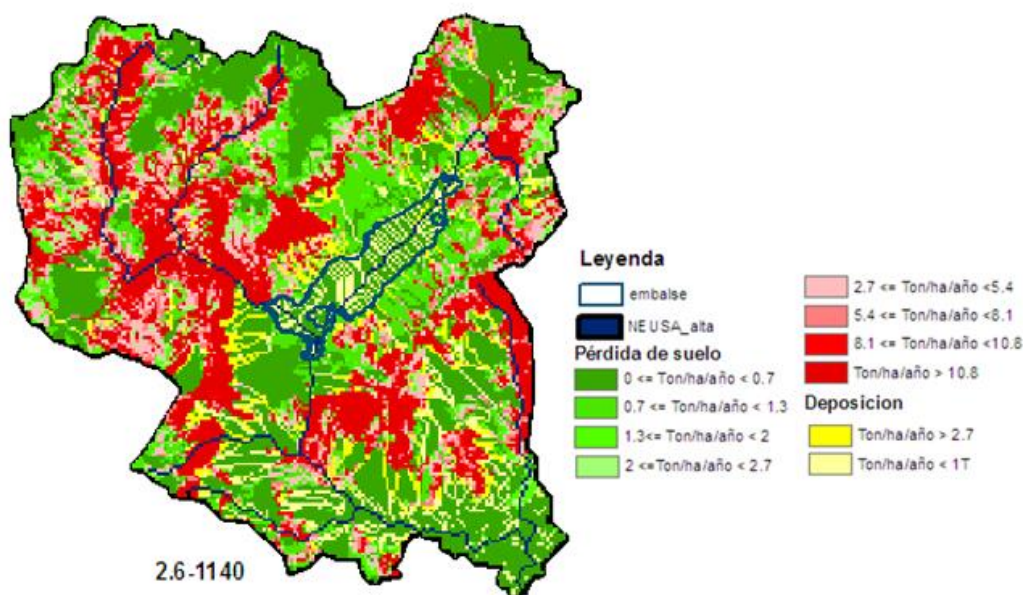 Leyenda
embalse
NEUSA_alta
Pérdida de suelo
0 <= Ton/ha/año < 0.7
0.7 <= Ton/ha/año < 1.3
1.3<= Ton/ha/año < 2
2 <=Ton/ha/año < 2.7
2.7 <= Ton/ha/año <5.4
5.4 <= Ton/ha/año <8.1
8.1 <= Ton/ha/año <10.8
Ton/ha/año > 10.8
Deposicion
Ton/ha/año > 2.7
Ton/ha/año < 1T
2.6-1140